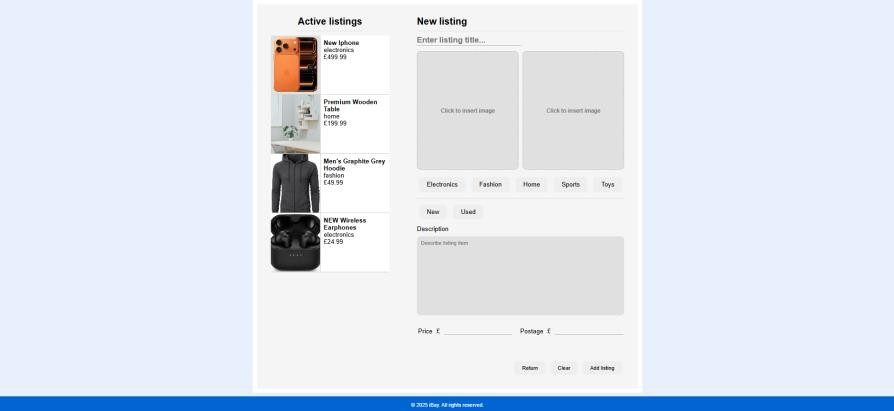 Active listings
New Iphone
electronics
£499.99
Premium Wooden
Table
home
£199.99
Men's Graphite Grey
Hoodie
fashion
£49.99
NEW Wireless
Earphones
electronics
£24.99
New listing
Enter listing title...
Click to insert image
Click to insert image
Electronics Fashion Home Sports Toys
New Used
Description
Describe listing item
Price £ Postage £
Return Clear Add listing
© 2025 iBay. All rights reserved.